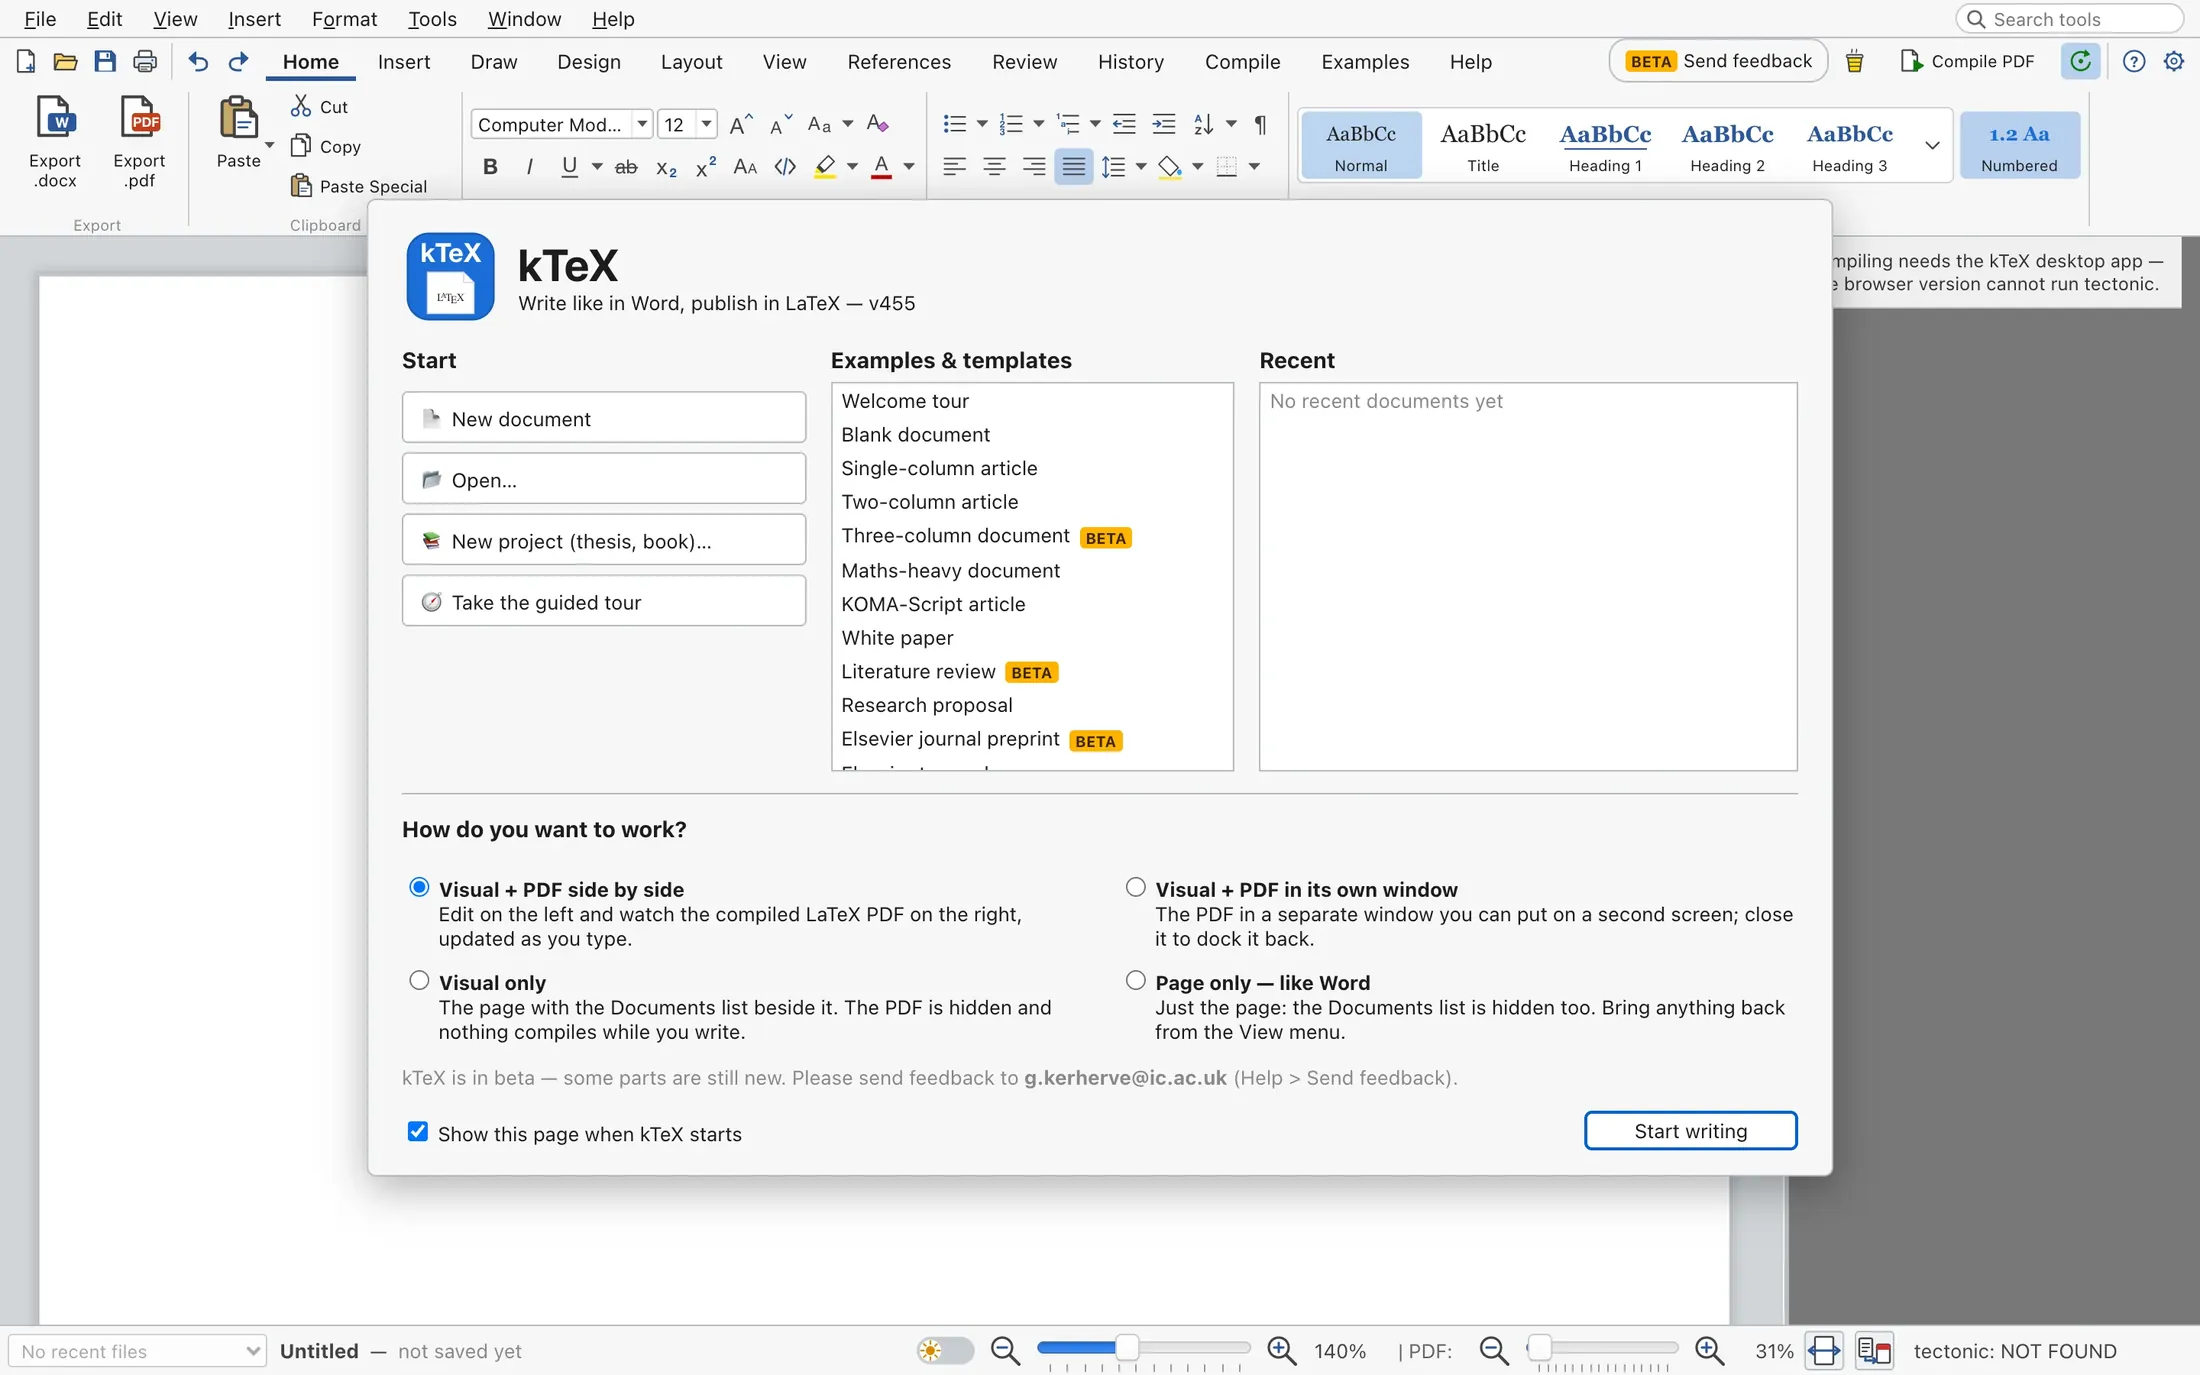 File Edit View Insert Format Tools Window Help
Search tools
Home Insert Draw Design Layout View References Review History Compile Examples Help
BETA Send feedback
Compile PDF
W
PDF
Export .docx
Export .pdf
Export
Paste
Cut
Copy
Paste Special
Clipboard
Computer Mod...
12
AaBbCc
Normal
AaBbCc
Title
AaBbCc
Heading 1
AaBbCc
Heading 2
AaBbCc
Heading 3
1.2 Aa
Numbered
mpiling needs the kTeX desktop app —
browser version cannot run tectonic.
kTeX
LATEX
kTeX
Write like in Word, publish in LaTeX — v455
Start
New document
Open...
New project (thesis, book)...
Take the guided tour
Examples & templates
Welcome tour
Blank document
Single-column article
Two-column article
Three-column document BETA
Maths-heavy document
KOMA-Script article
White paper
Literature review BETA
Research proposal
Elsevier journal preprint BETA
Recent
No recent documents yet
How do you want to work?
Visual + PDF side by side
Edit on the left and watch the compiled LaTeX PDF on the right,
updated as you type.
Visual + PDF in its own window
The PDF in a separate window you can put on a second screen; close
it to dock it back.
Visual only
The page with the Documents list beside it. The PDF is hidden and
nothing compiles while you write.
Page only — like Word
Just the page: the Documents list is hidden too. Bring anything back
from the View menu.
kTeX is in beta — some parts are still new. Please send feedback to g.kerherve@ic.ac.uk (Help > Send feedback).
Show this page when kTeX starts
Start writing
No recent files
Untitled — not saved yet
140%
| PDF:
31%
tectonic: NOT FOUND